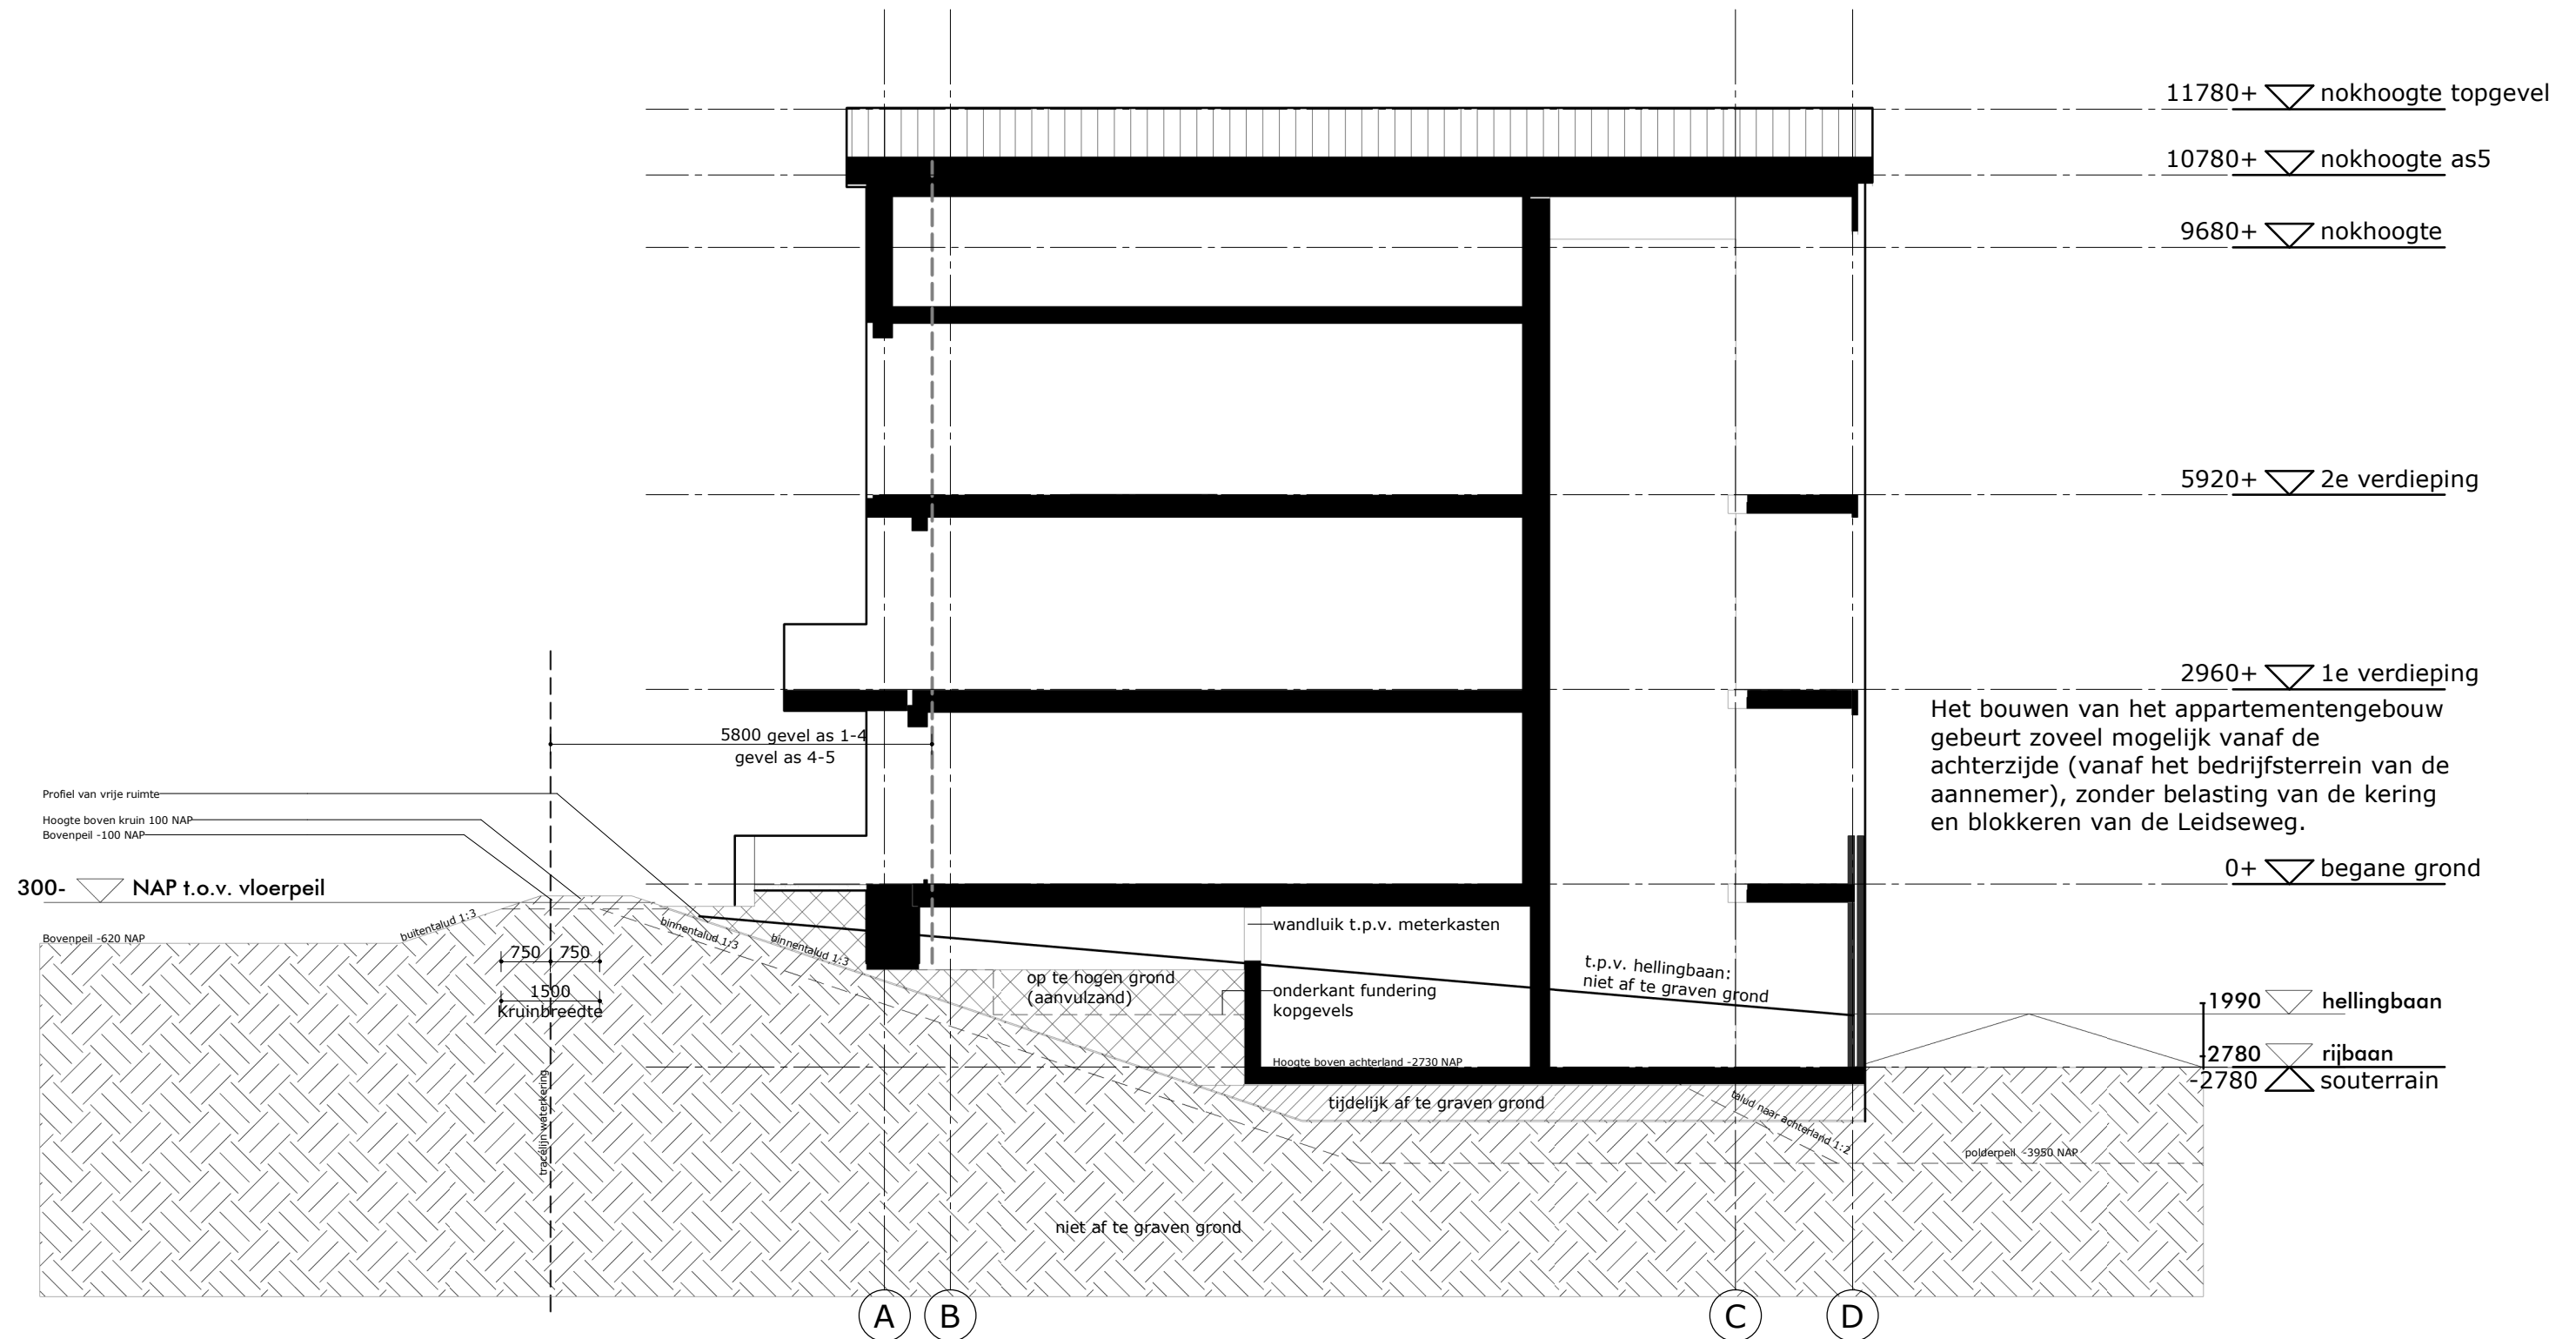 11780+ nokhoogte topgevel
10780+ nokhoogte as5
9680+ nokhoogte
5920+ 2e verdieping
2960+ 1e verdieping
Het bouwen van het appartementengebouw
gebeurt zoveel mogelijk vanaf de
achterzijde (vanaf het bedrijfsterrein van de
aannemer), zonder belasting van de kering
en blokkeren van de Leidseweg.
5800 gevel as 1-4
gevel as 4-5
Profiel van vrije ruimte
Hoogte boven kruin 100 NAP
Bovenpeil -100 NAP
0+ begane grond
300- NAP t.o.v. vloerpeil
buitentalud 1:3
binnentalud 1:3
binnentalud 1:3
Bovenpeil -620 NAP
750 750
1500
Kruinbreedte
tracélijn waterkering
wandluik t.p.v. meterkasten
op te hogen grond
(aanvulzand)
onderkant fundering
kopgevels
t.p.v. hellingbaan:
niet af te graven grond
-1990 hellingbaan
Hoogte boven achterland -2730 NAP
-2780 rijbaan
-2780 souterrain
tijdelijk af te graven grond
talud naar achterland 1:2
polderpeil -3950 NAP
niet af te graven grond
A B C D